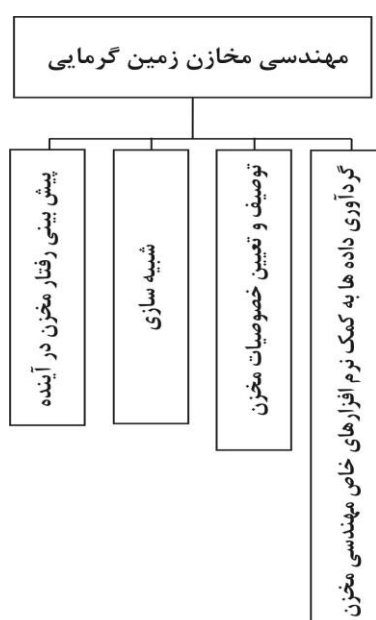 مهندسی مخازن زمین گرمایی
گردآوری داده ها به کمک نرم افزارهای خاص مهندسی مخزن
توصیف و تعیین خصوصیات مخزن
شبیه سازی
پیش بینی رفتار مخزن در آینده